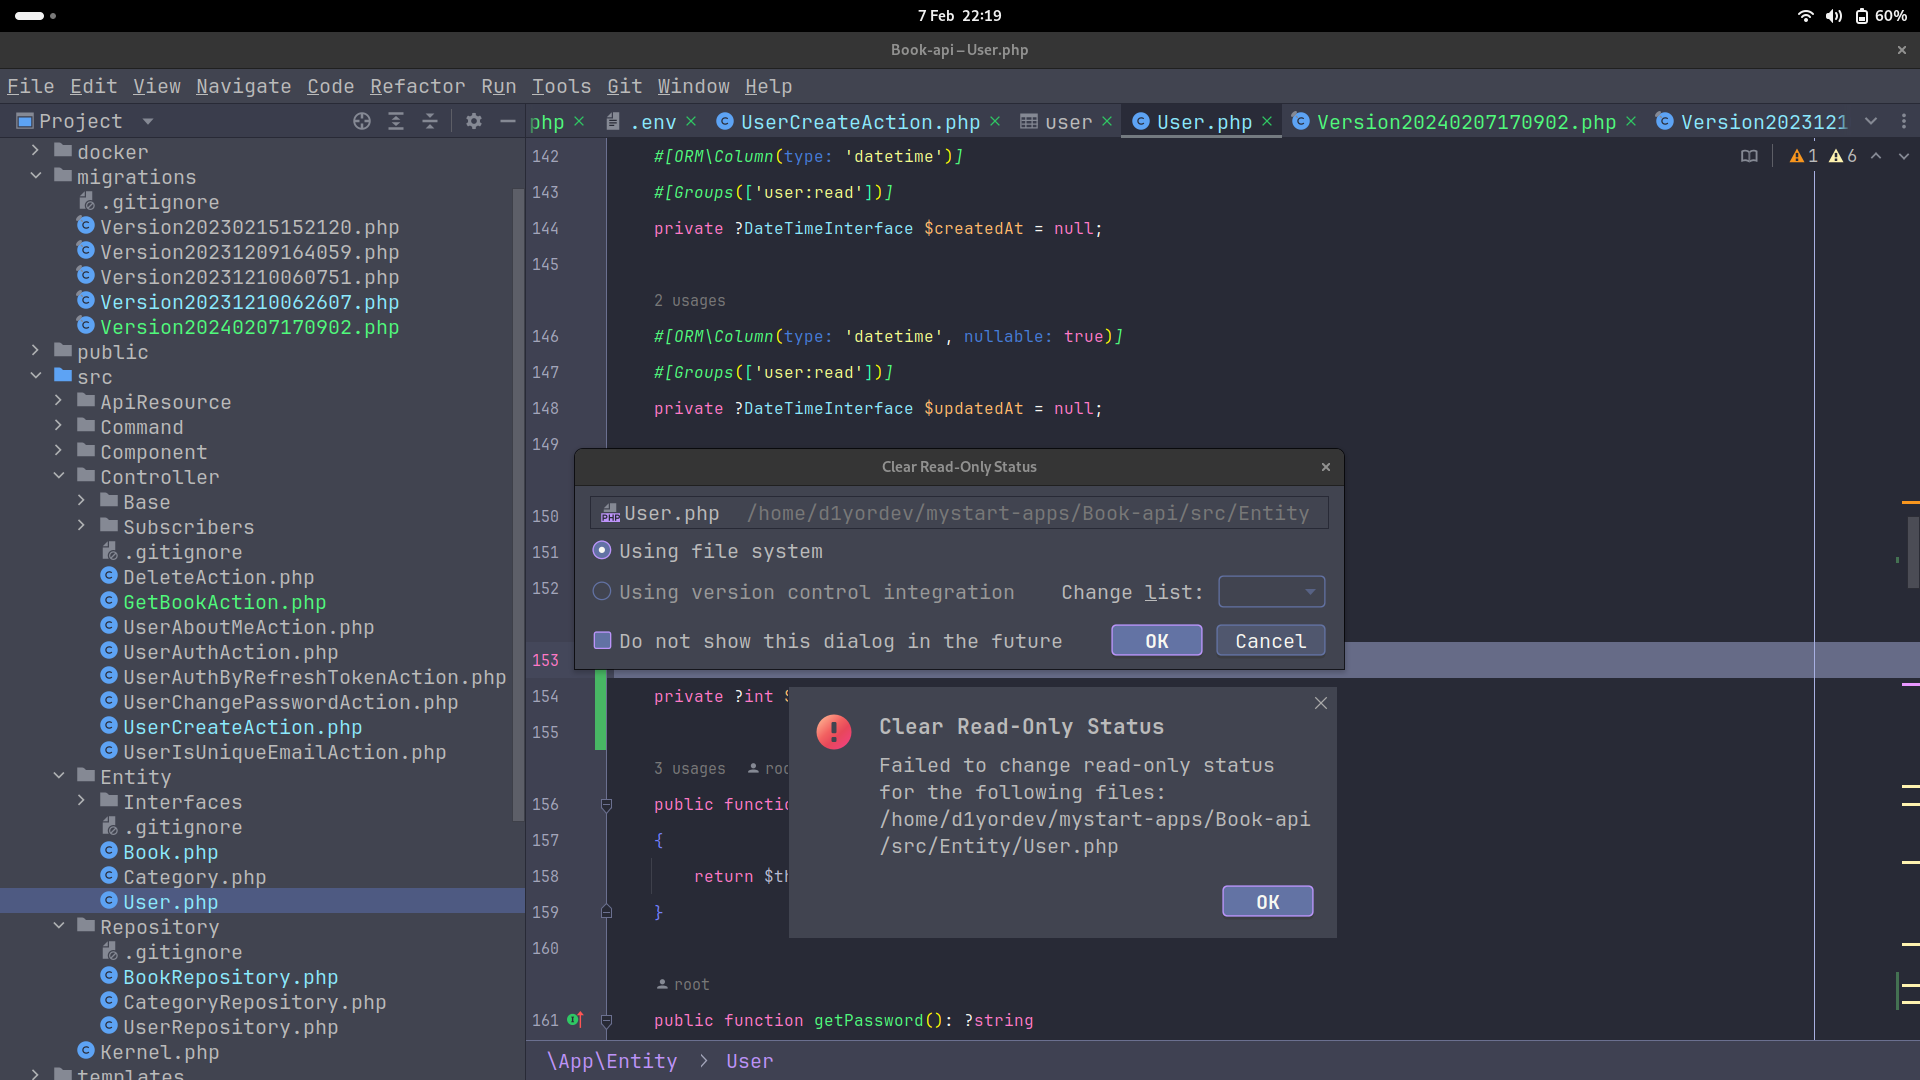 7 Feb 22:19
60%
Book-api – User.php
File Edit View Navigate Code Refactor Run Tools Git Window Help
Project
php .env UserCreateAction.php user User.php Version20240207170902.php Version2023121
docker
migrations
.gitignore
Version20230215152120.php
Version20231209164059.php
Version20231210060751.php
Version20231210062607.php
Version20240207170902.php
public
src
ApiResource
Command
Component
Controller
Base
Subscribers
.gitignore
DeleteAction.php
GetBookAction.php
UserAboutMeAction.php
UserAuthAction.php
UserAuthByRefreshTokenAction.php
UserChangePasswordAction.php
UserCreateAction.php
UserIsUniqueEmailAction.php
Entity
Interfaces
.gitignore
Book.php
Category.php
User.php
Repository
.gitignore
BookRepository.php
CategoryRepository.php
UserRepository.php
Kernel.php
templates
1 6
142 #[ORM\Column(type: 'datetime')]
143 #[Groups(['user:read'])]
144 private ?DateTimeInterface $createdAt = null;
145
2 usages
146 #[ORM\Column(type: 'datetime', nullable: true)]
147 #[Groups(['user:read'])]
148 private ?DateTimeInterface $updatedAt = null;
149
150
151
152
153
154 private ?int $
155
3 usages roo
156 public functio
157 {
158 return $th
159 }
160
root
161 public function getPassword(): ?string
Clear Read-Only Status
User.php /home/d1yordev/mystart-apps/Book-api/src/Entity
Using file system
Using version control integration Change list:
Do not show this dialog in the future OK Cancel
Clear Read-Only Status
Failed to change read-only status
for the following files:
/home/d1yordev/mystart-apps/Book-api
/src/Entity/User.php
OK
\App\Entity > User